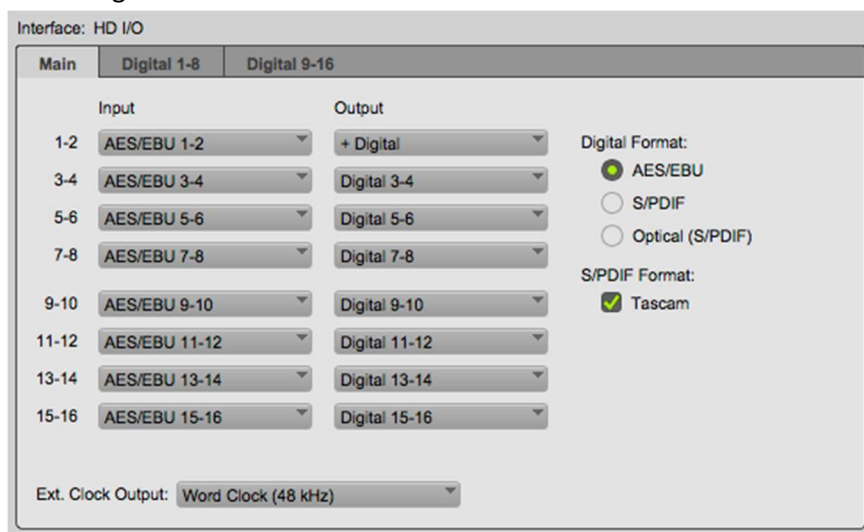 Interface: HD I/O
Main Digital 1-8 Digital 9-16
Input Output
1-2 AES/EBU 1-2 + Digital Digital Format:
3-4 AES/EBU 3-4 Digital 3-4 AES/EBU
5-6 AES/EBU 5-6 Digital 5-6 S/PDIF
7-8 AES/EBU 7-8 Digital 7-8 Optical (S/PDIF)
S/PDIF Format:
9-10 AES/EBU 9-10 Digital 9-10 Tascam
11-12 AES/EBU 11-12 Digital 11-12
13-14 AES/EBU 13-14 Digital 13-14
15-16 AES/EBU 15-16 Digital 15-16
Ext. Clock Output: Word Clock (48 kHz)